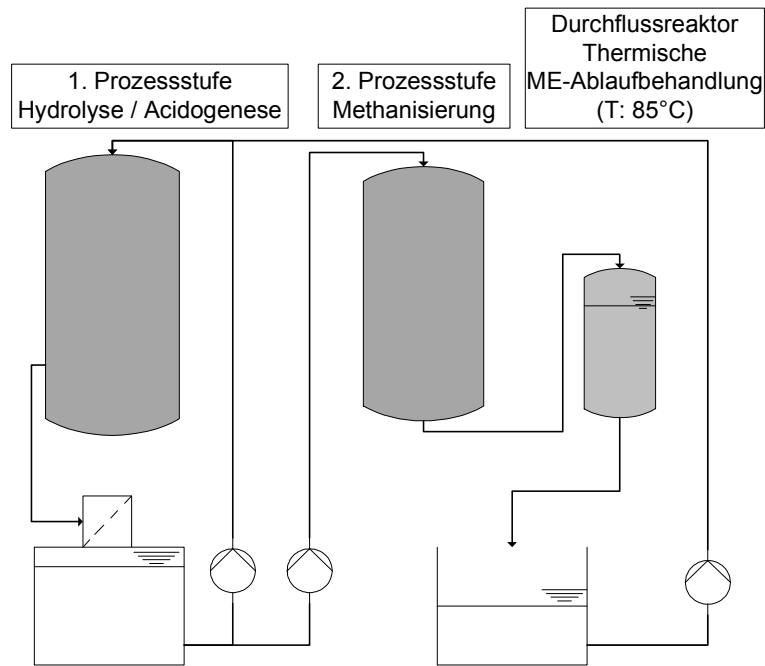 1. Prozessstufe
Hydrolyse / Acidogenese
2. Prozessstufe
Methanisierung
Durchflussreaktor
Thermische
ME-Ablaufbehandlung
(T: 85°C)